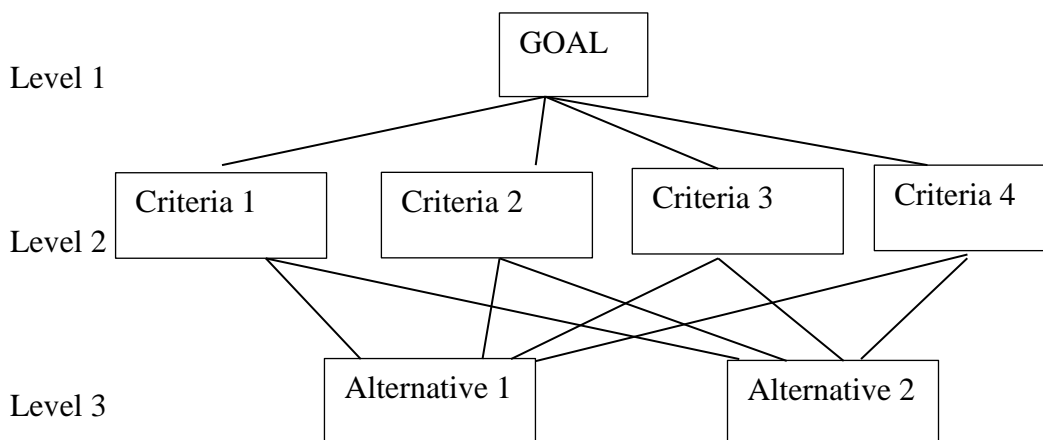 GOAL
Level 1
Criteria 1
Criteria 2
Criteria 3
Criteria 4
Level 2
Alternative 1
Alternative 2
Level 3